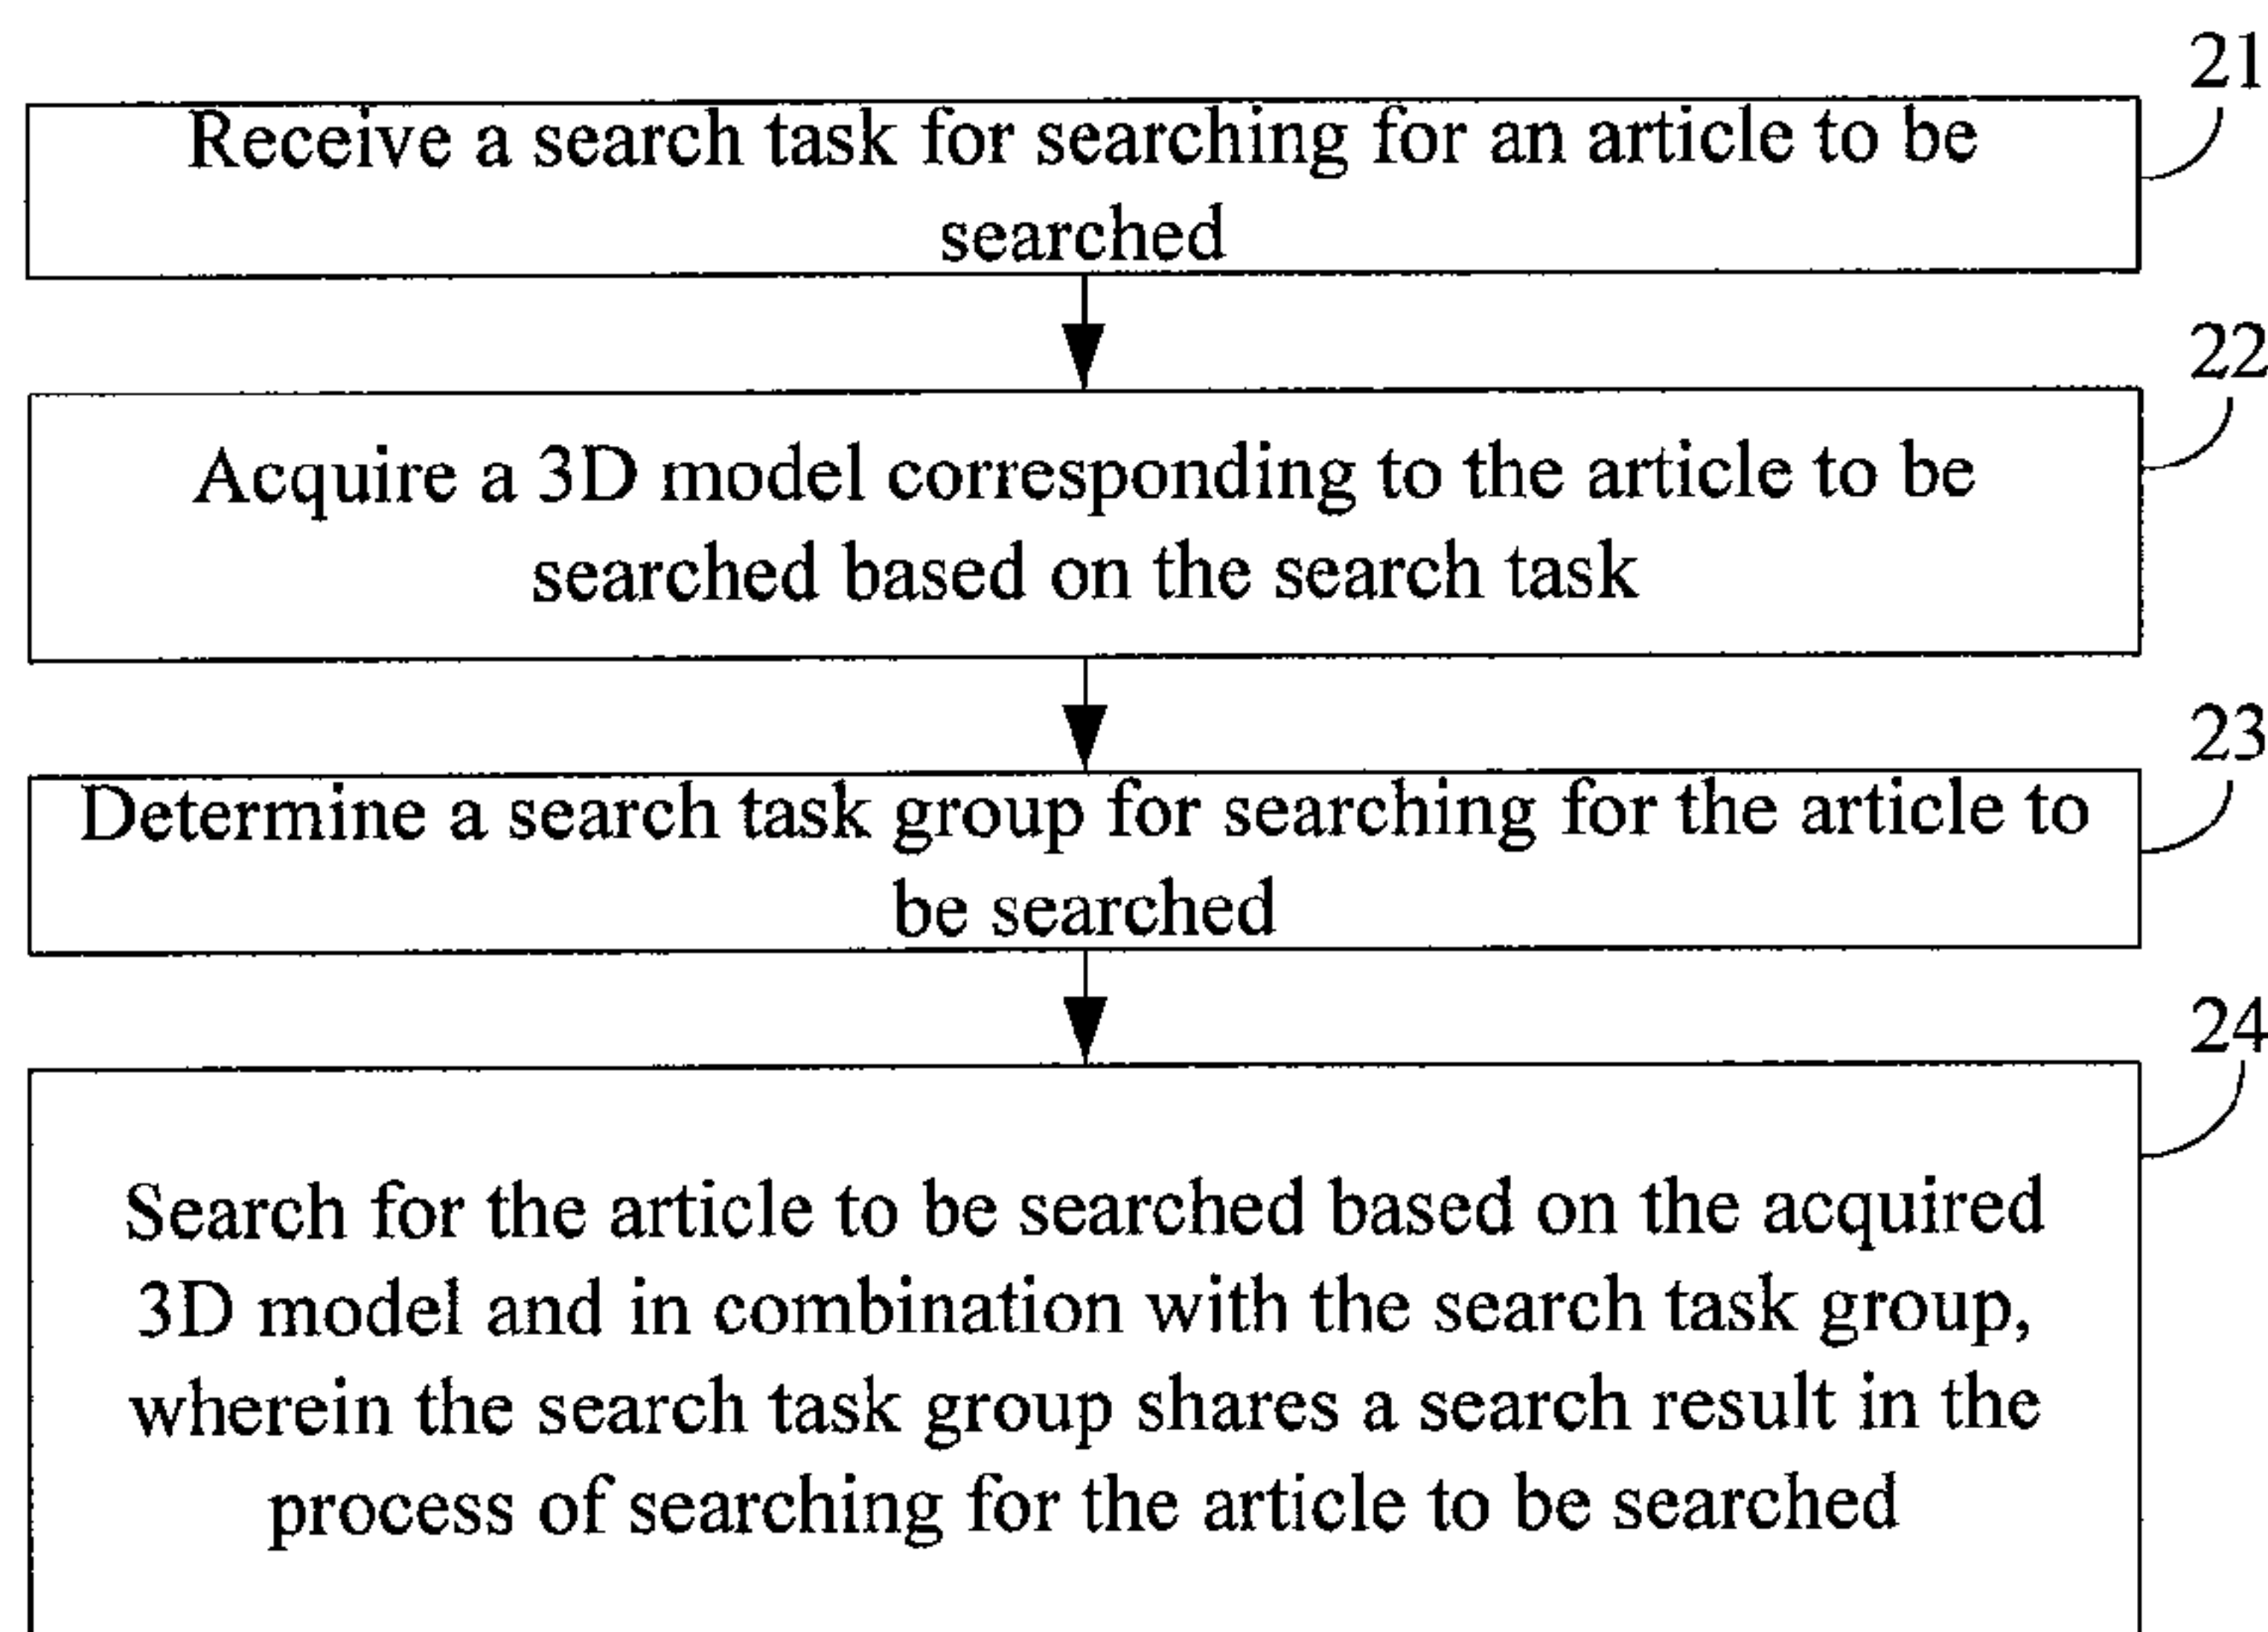 21
Receive a search task for searching for an article to be
searched
22
Acquire a 3D model corresponding to the article to be
searched based on the search task
23
Determine a search task group for searching for the article to
be searched
24
Search for the article to be searched based on the acquired
3D model and in combination with the search task group,
wherein the search task group shares a search result in the
process of searching for the article to be searched